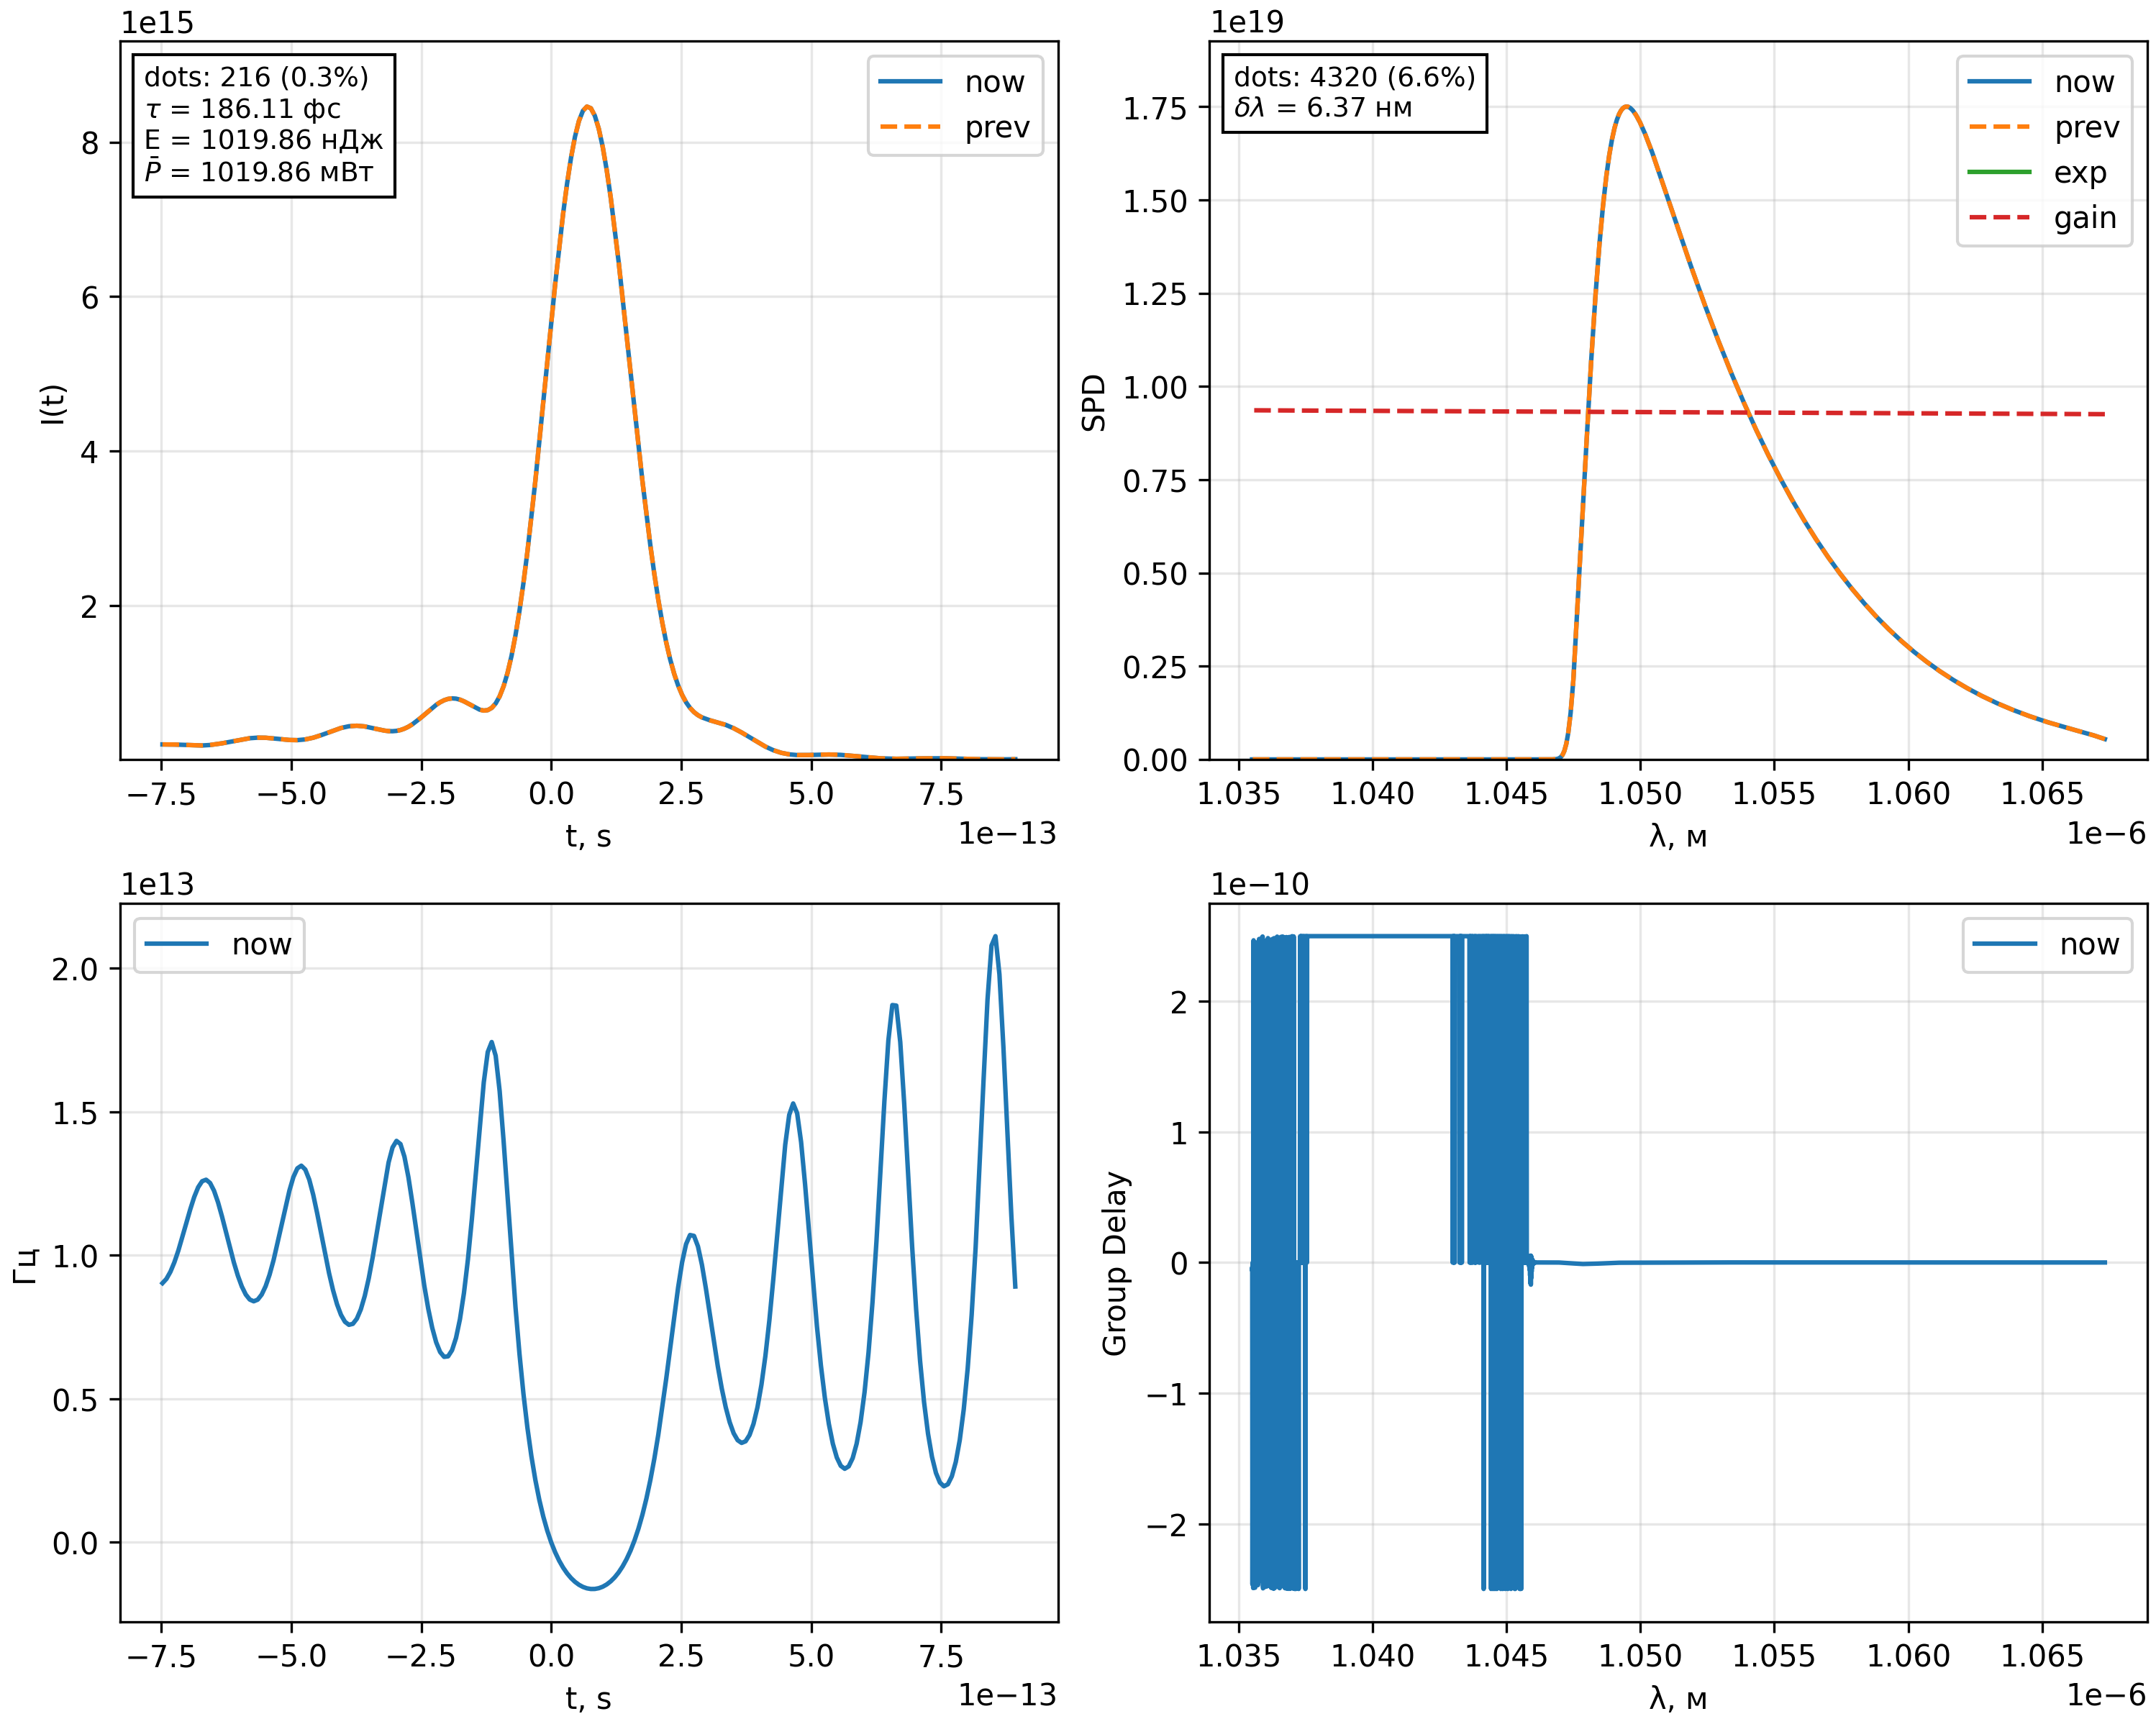 1e15
dots: 216 (0.3%)
τ = 186.11 фс
E = 1019.86 нДж
P̄ = 1019.86 мВт
now
prev
8
6
4
2
I(t)
−7.5 −5.0 −2.5 0.0 2.5 5.0 7.5
1e−13
t, s
1e19
dots: 4320 (6.6%)
δλ = 6.37 нм
now
prev
exp
gain
1.75
1.50
1.25
1.00
0.75
0.50
0.25
0.00
SPD
1.035 1.040 1.045 1.050 1.055 1.060 1.065
1e−6
λ, м
1e13
now
2.0
1.5
1.0
0.5
0.0
Гц
−7.5 −5.0 −2.5 0.0 2.5 5.0 7.5
1e−13
t, s
1e−10
now
2
1
0
−1
−2
Group Delay
1.035 1.040 1.045 1.050 1.055 1.060 1.065
1e−6
λ, м